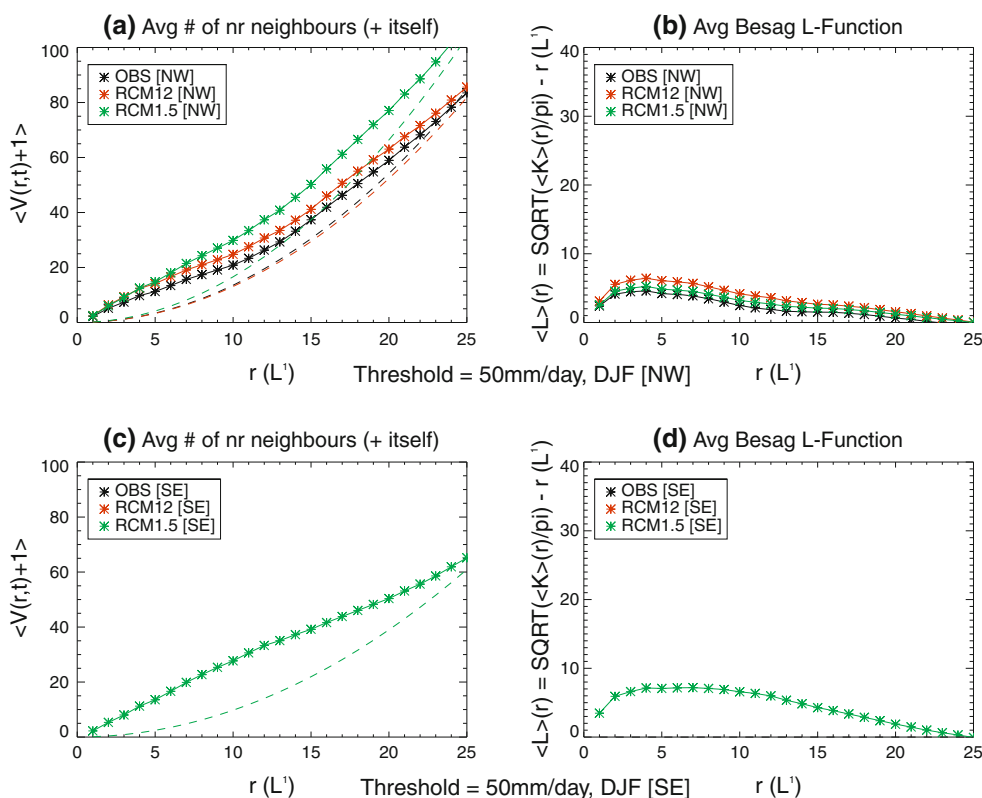 (a) Avg # of nr neighbours (+ itself)
100
80
60
40
20
0
<V(r,t)+1>
OBS [NW]
RCM12 [NW]
RCM1.5 [NW]
0 5 10 15 20 25
r (L¹)
(b) Avg Besag L-Function
40
30
20
10
0
<L>(r) = SQRT(<K>(r)/pi) - r (L¹)
OBS [NW]
RCM12 [NW]
RCM1.5 [NW]
0 5 10 15 20 25
r (L¹)
Threshold = 50mm/day, DJF [NW]
(c) Avg # of nr neighbours (+ itself)
100
80
60
40
20
0
<V(r,t)+1>
OBS [SE]
RCM12 [SE]
RCM1.5 [SE]
0 5 10 15 20 25
r (L¹)
(d) Avg Besag L-Function
40
30
20
10
0
<L>(r) = SQRT(<K>(r)/pi) - r (L¹)
OBS [SE]
RCM12 [SE]
RCM1.5 [SE]
0 5 10 15 20 25
r (L¹)
Threshold = 50mm/day, DJF [SE]